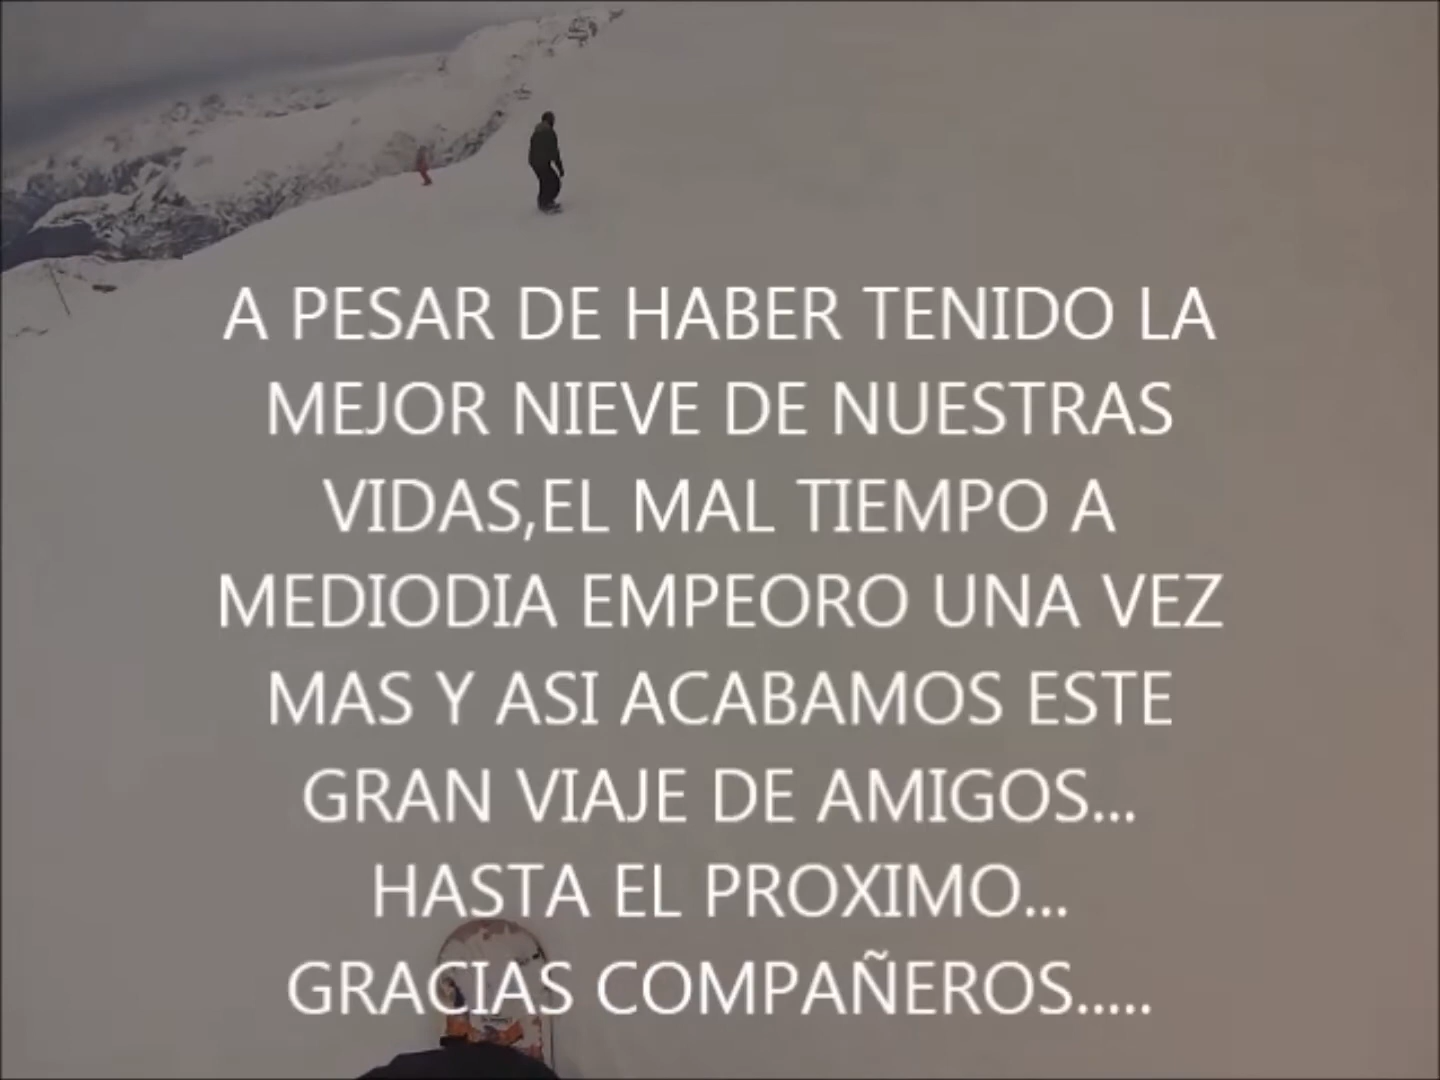 A PESAR DE HABER TENIDO LA
MEJOR NIEVE DE NUESTRAS
VIDAS,EL MAL TIEMPO A
MEDIODIA EMPEORO UNA VEZ
MAS Y ASI ACABAMOS ESTE
GRAN VIAJE DE AMIGOS...
HASTA EL PROXIMO...
GRACIAS COMPAÑEROS.....